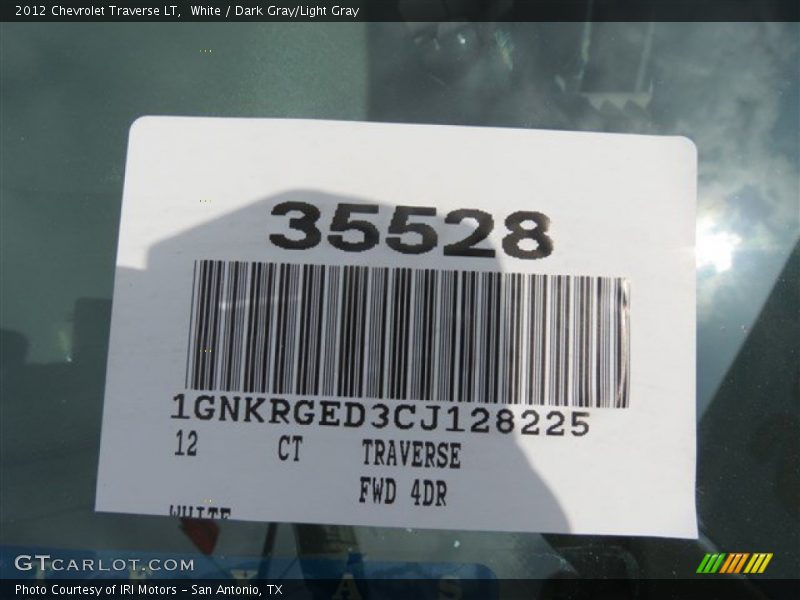 2012 Chevrolet Traverse LT,  White / Dark Gray/Light Gray
35528
1GNKRGED3CJ128225
12 CT TRAVERSE
FWD 4DR
WHITE
GTCARLOT.COM
Photo Courtesy of IRI Motors - San Antonio, TX